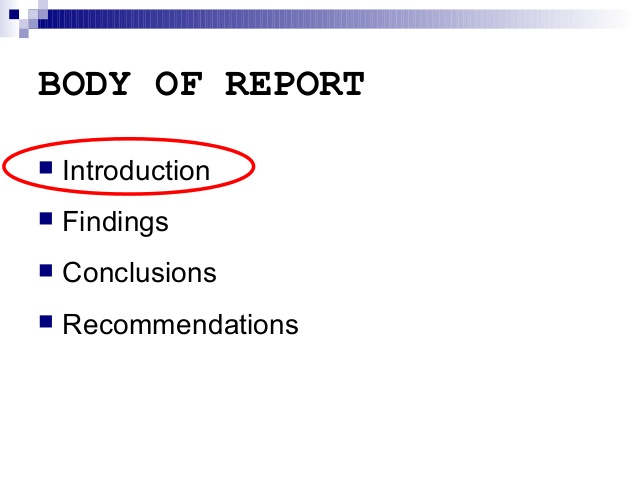 BODY OF REPORT
Introduction
Findings
Conclusions
Recommendations